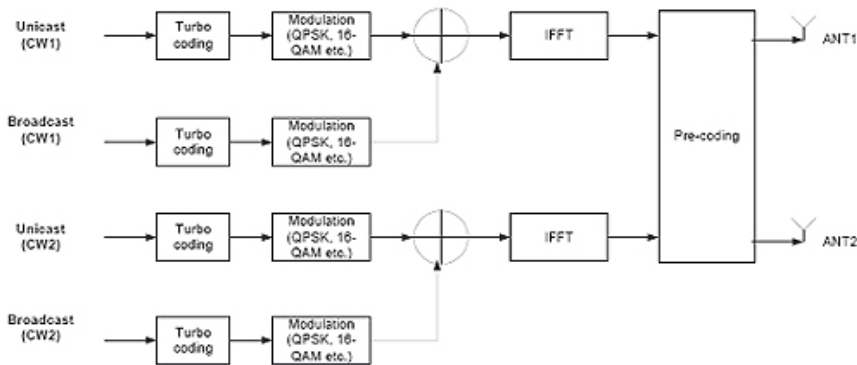 Unicast
(CW1)
Turbo
coding
Modulation
(QPSK, 16-
QAM etc.)
IFFT
ANT1
Broadcast
(CW1)
Turbo
coding
Modulation
(QPSK, 16-
QAM etc.)
Pre-coding
Unicast
(CW2)
Turbo
coding
Modulation
(QPSK, 16-
QAM etc.)
IFFT
ANT2
Broadcast
(CW2)
Turbo
coding
Modulation
(QPSK, 16-
QAM etc.)